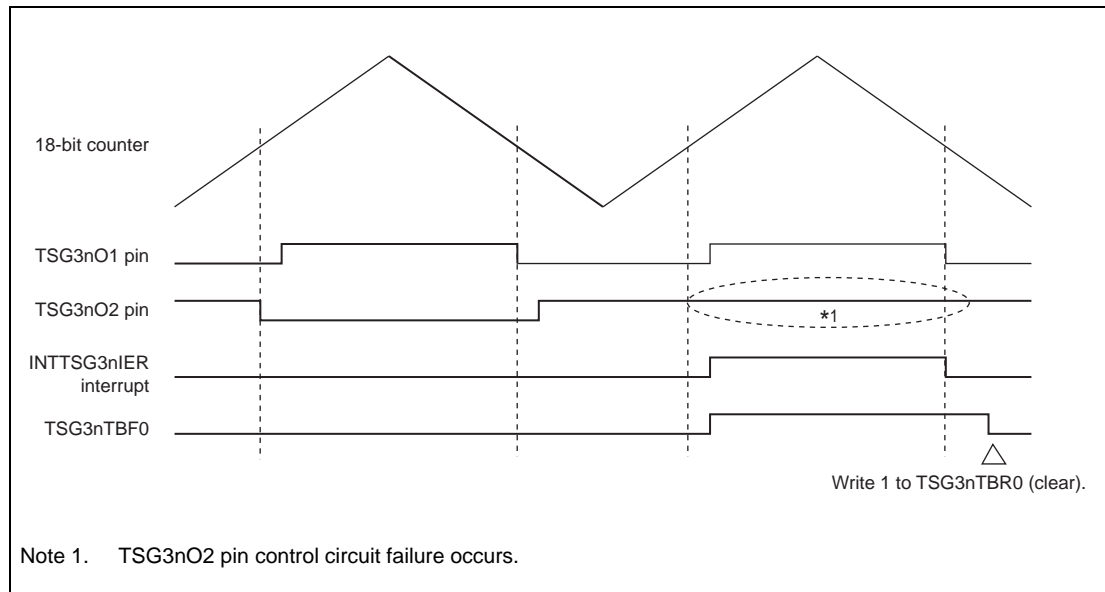 18-bit counter
TSG3nO1 pin
TSG3nO2 pin
*1
INTTSG3nIER
interrupt
TSG3nTBF0
Write 1 to TSG3nTBR0 (clear).
Note 1. TSG3nO2 pin control circuit failure occurs.